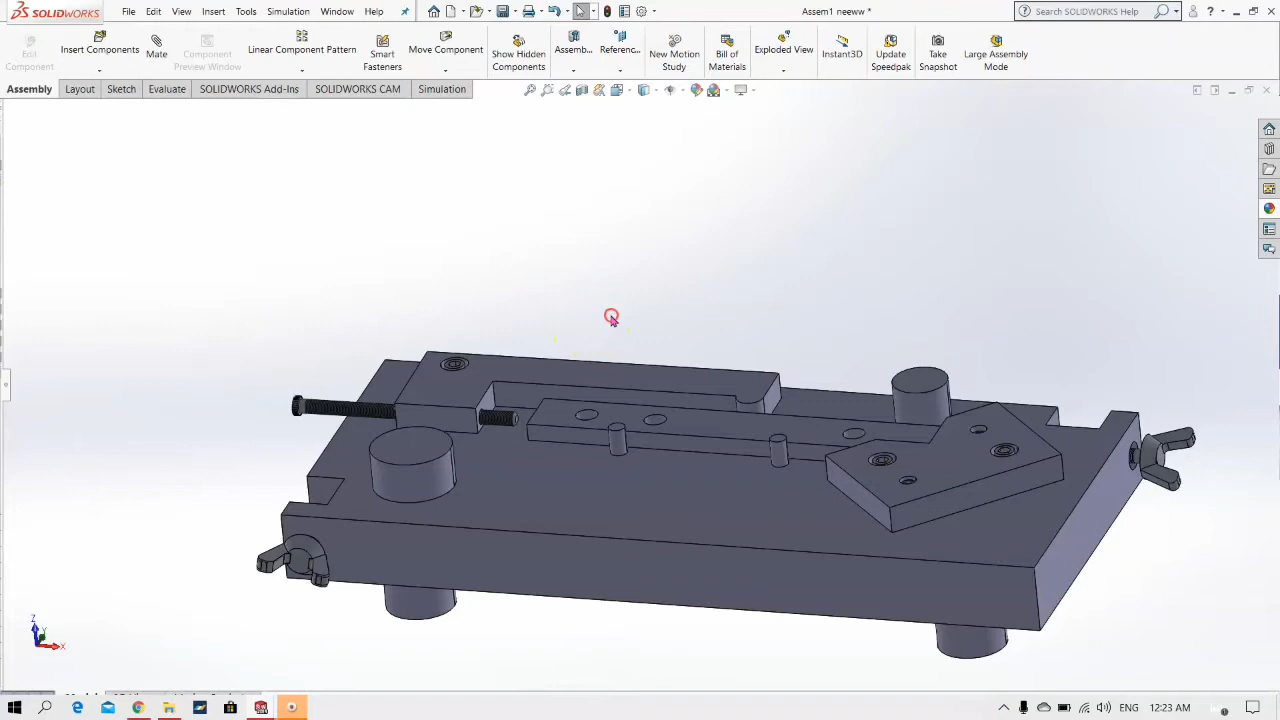 SOLIDWORKS
File Edit View Insert Tools Simulation Window Help
Assem1 neeww *
Search SOLIDWORKS Help
Edit Component
Insert Components
Mate
Component Preview Window
Linear Component Pattern
Smart Fasteners
Move Component
Show Hidden Components
Assemb...
Referenc...
New Motion Study
Bill of Materials
Exploded View
Instant3D
Update Speedpak
Take Snapshot
Large Assembly Mode
Assembly Layout Sketch Evaluate SOLIDWORKS Add-Ins SOLIDWORKS CAM Simulation
Z
Y
X
ENG 12:23 AM